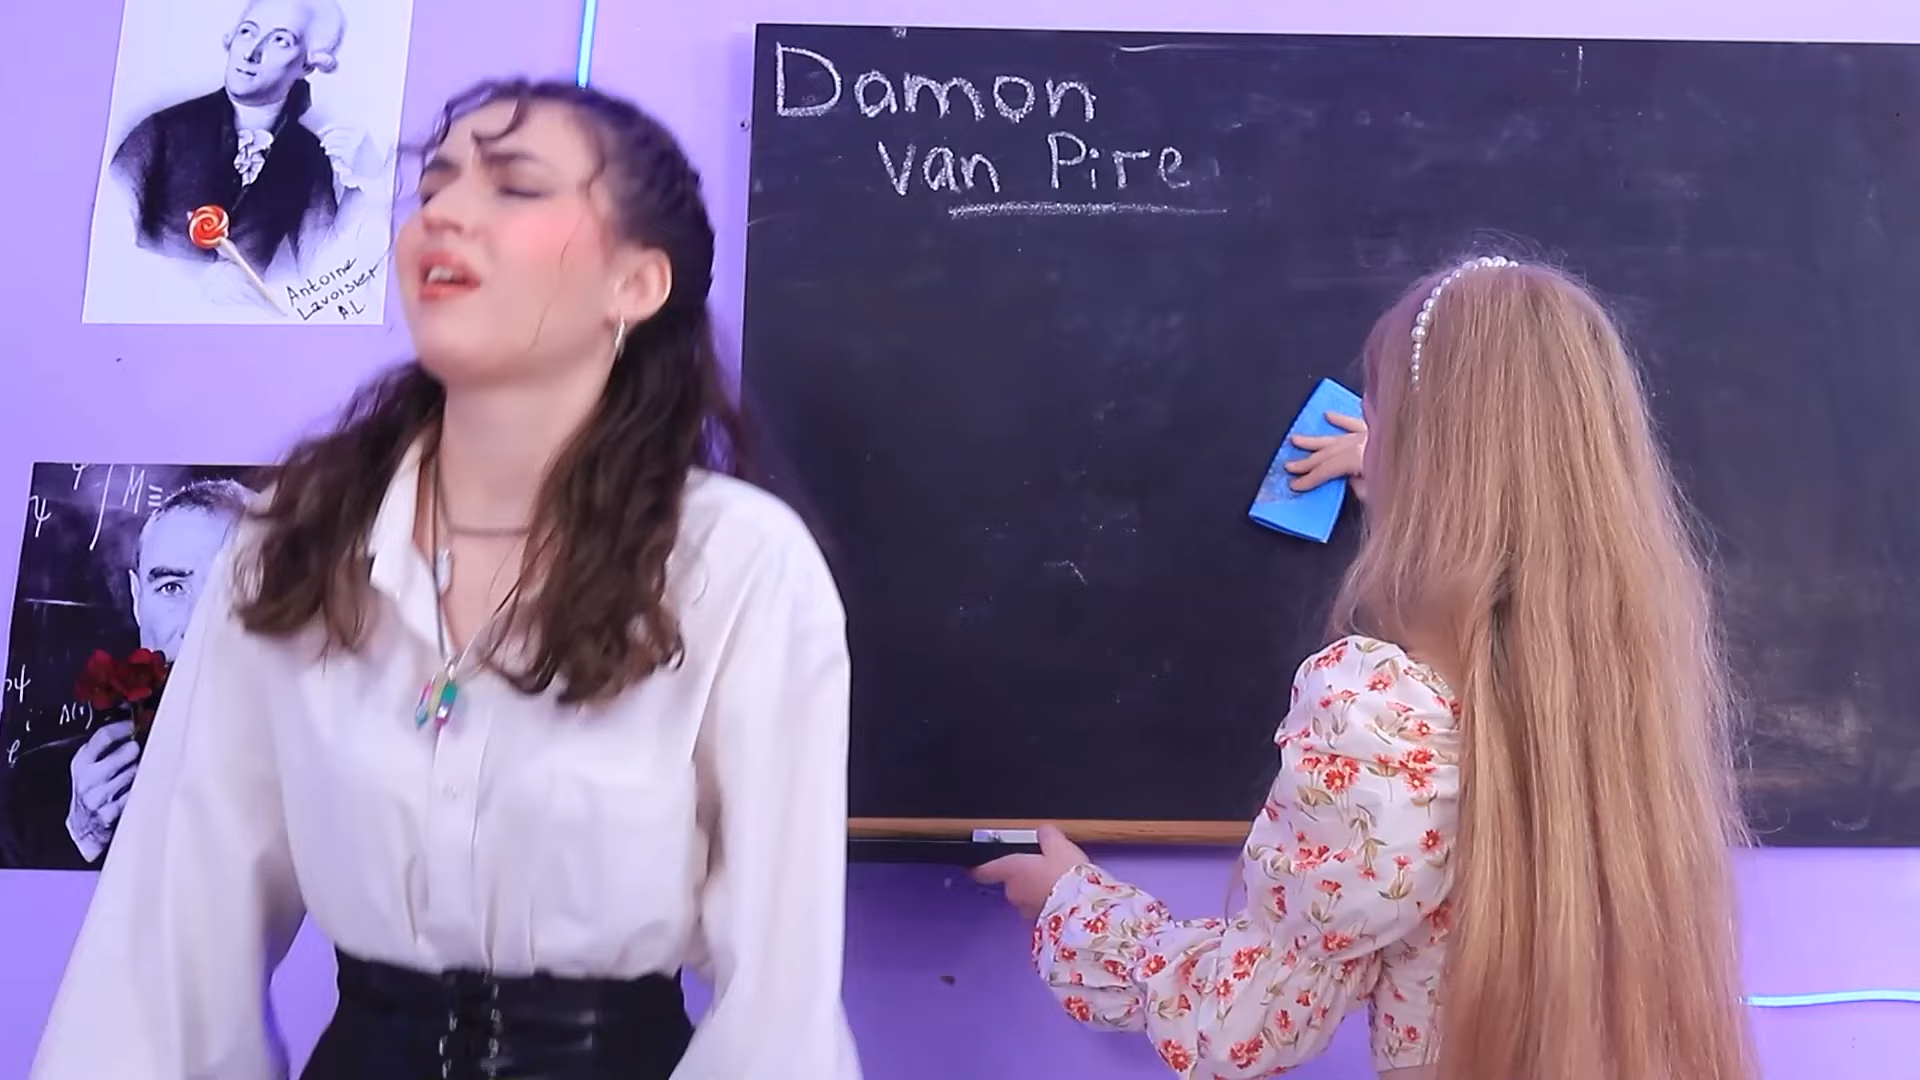 Damon
van Pire
Antoine
Lavoisier
A.L
M